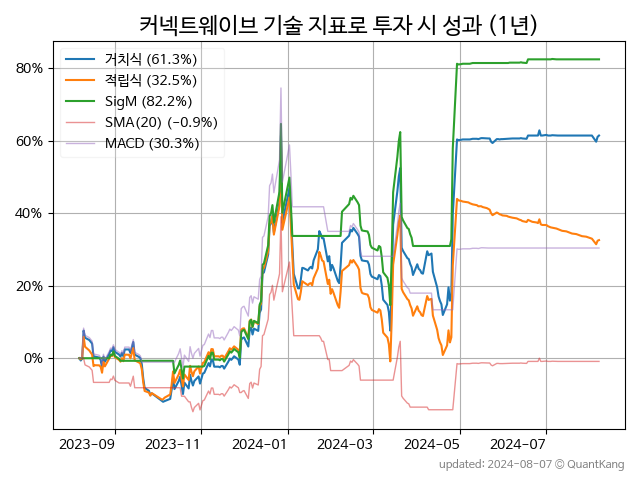 커넥트웨이브 기술 지표로 투자 시 성과 (1년)
거치식 (61.3%)
적립식 (32.5%)
SigM (82.2%)
SMA(20) (−0.9%)
MACD (30.3%)
80%
60%
40%
20%
0%
2023-09 2023-11 2024-01 2024-03 2024-05 2024-07
updated: 2024-08-07 © QuantKang